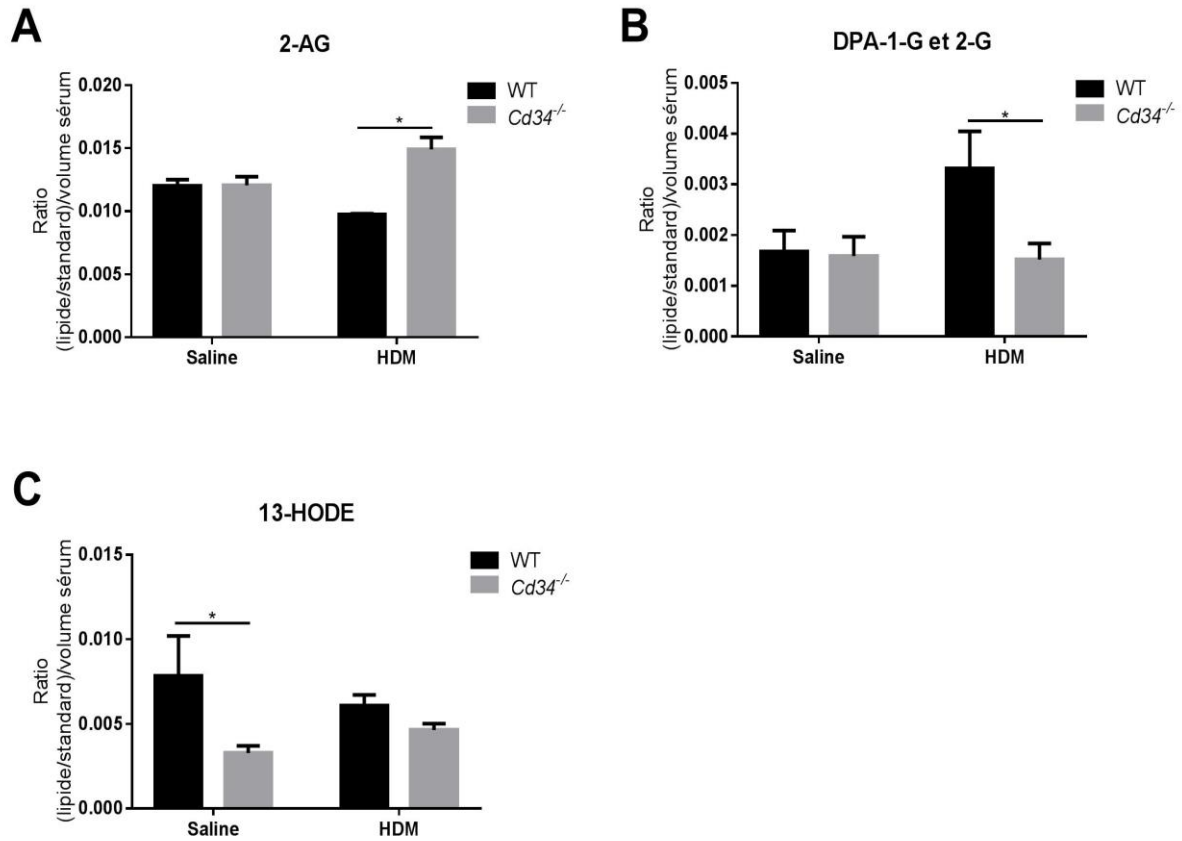 A
2-AG
Ratio
(lipide/standard)/volume sérum
0.020
0.015
0.010
0.005
0.000
WT
Cd34-/-
*
Saline
HDM
B
DPA-1-G et 2-G
Ratio
(lipide/standard)/volume sérum
0.005
0.004
0.003
0.002
0.001
0.000
WT
Cd34-/-
*
Saline
HDM
C
13-HODE
Ratio
(lipide/standard)/volume sérum
0.015
0.010
0.005
0.000
WT
Cd34-/-
*
Saline
HDM